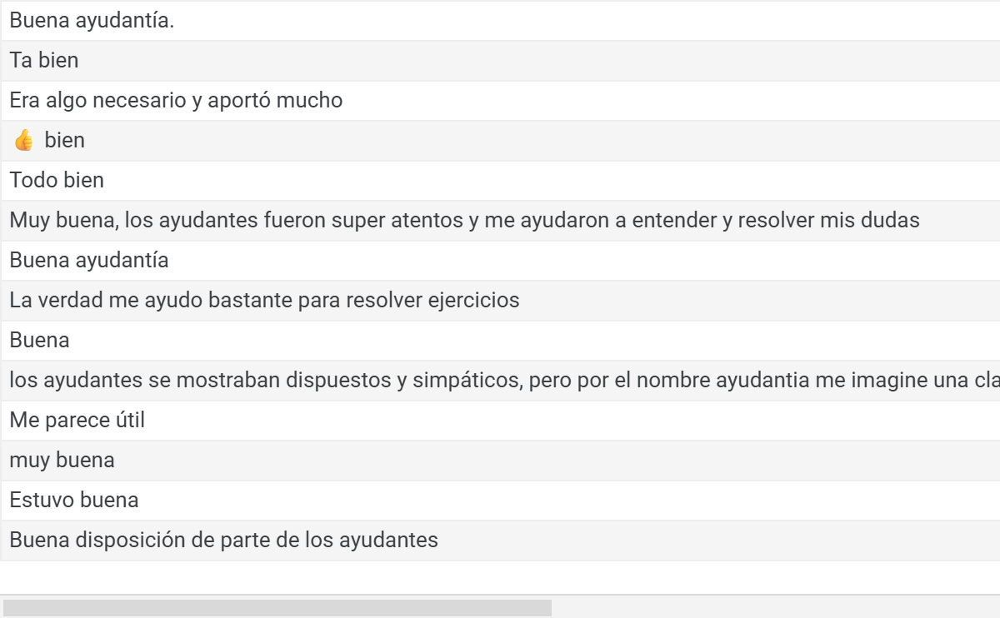 Buena ayudantía.
Ta bien
Era algo necesario y aportó mucho
👍 bien
Todo bien
Muy buena, los ayudantes fueron super atentos y me ayudaron a entender y resolver mis dudas
Buena ayudantía
La verdad me ayudo bastante para resolver ejercicios
Buena
los ayudantes se mostraban dispuestos y simpáticos, pero por el nombre ayudantia me imagine una
Me parece útil
muy buena
Estuvo buena
Buena disposición de parte de los ayudantes